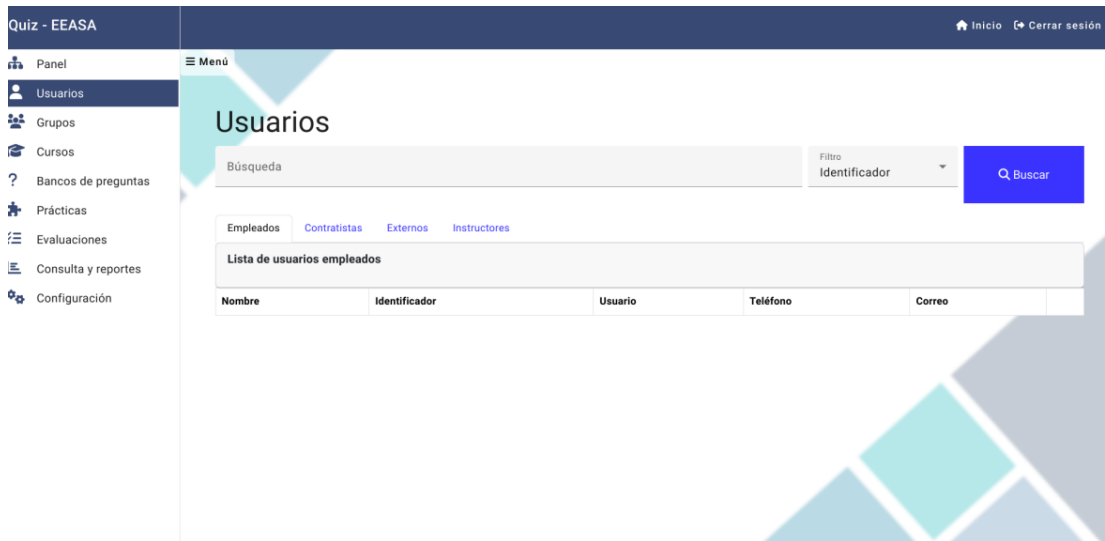 Quiz - EEASA
Inicio Cerrar sesión
Panel
Usuarios
Grupos
Cursos
Bancos de preguntas
Prácticas
Evaluaciones
Consulta y reportes
Configuración
Menú
Usuarios
Búsqueda
Filtro
Identificador
Buscar
Empleados Contratistas Externos Instructores
Lista de usuarios empleados
Nombre Identificador Usuario Teléfono Correo